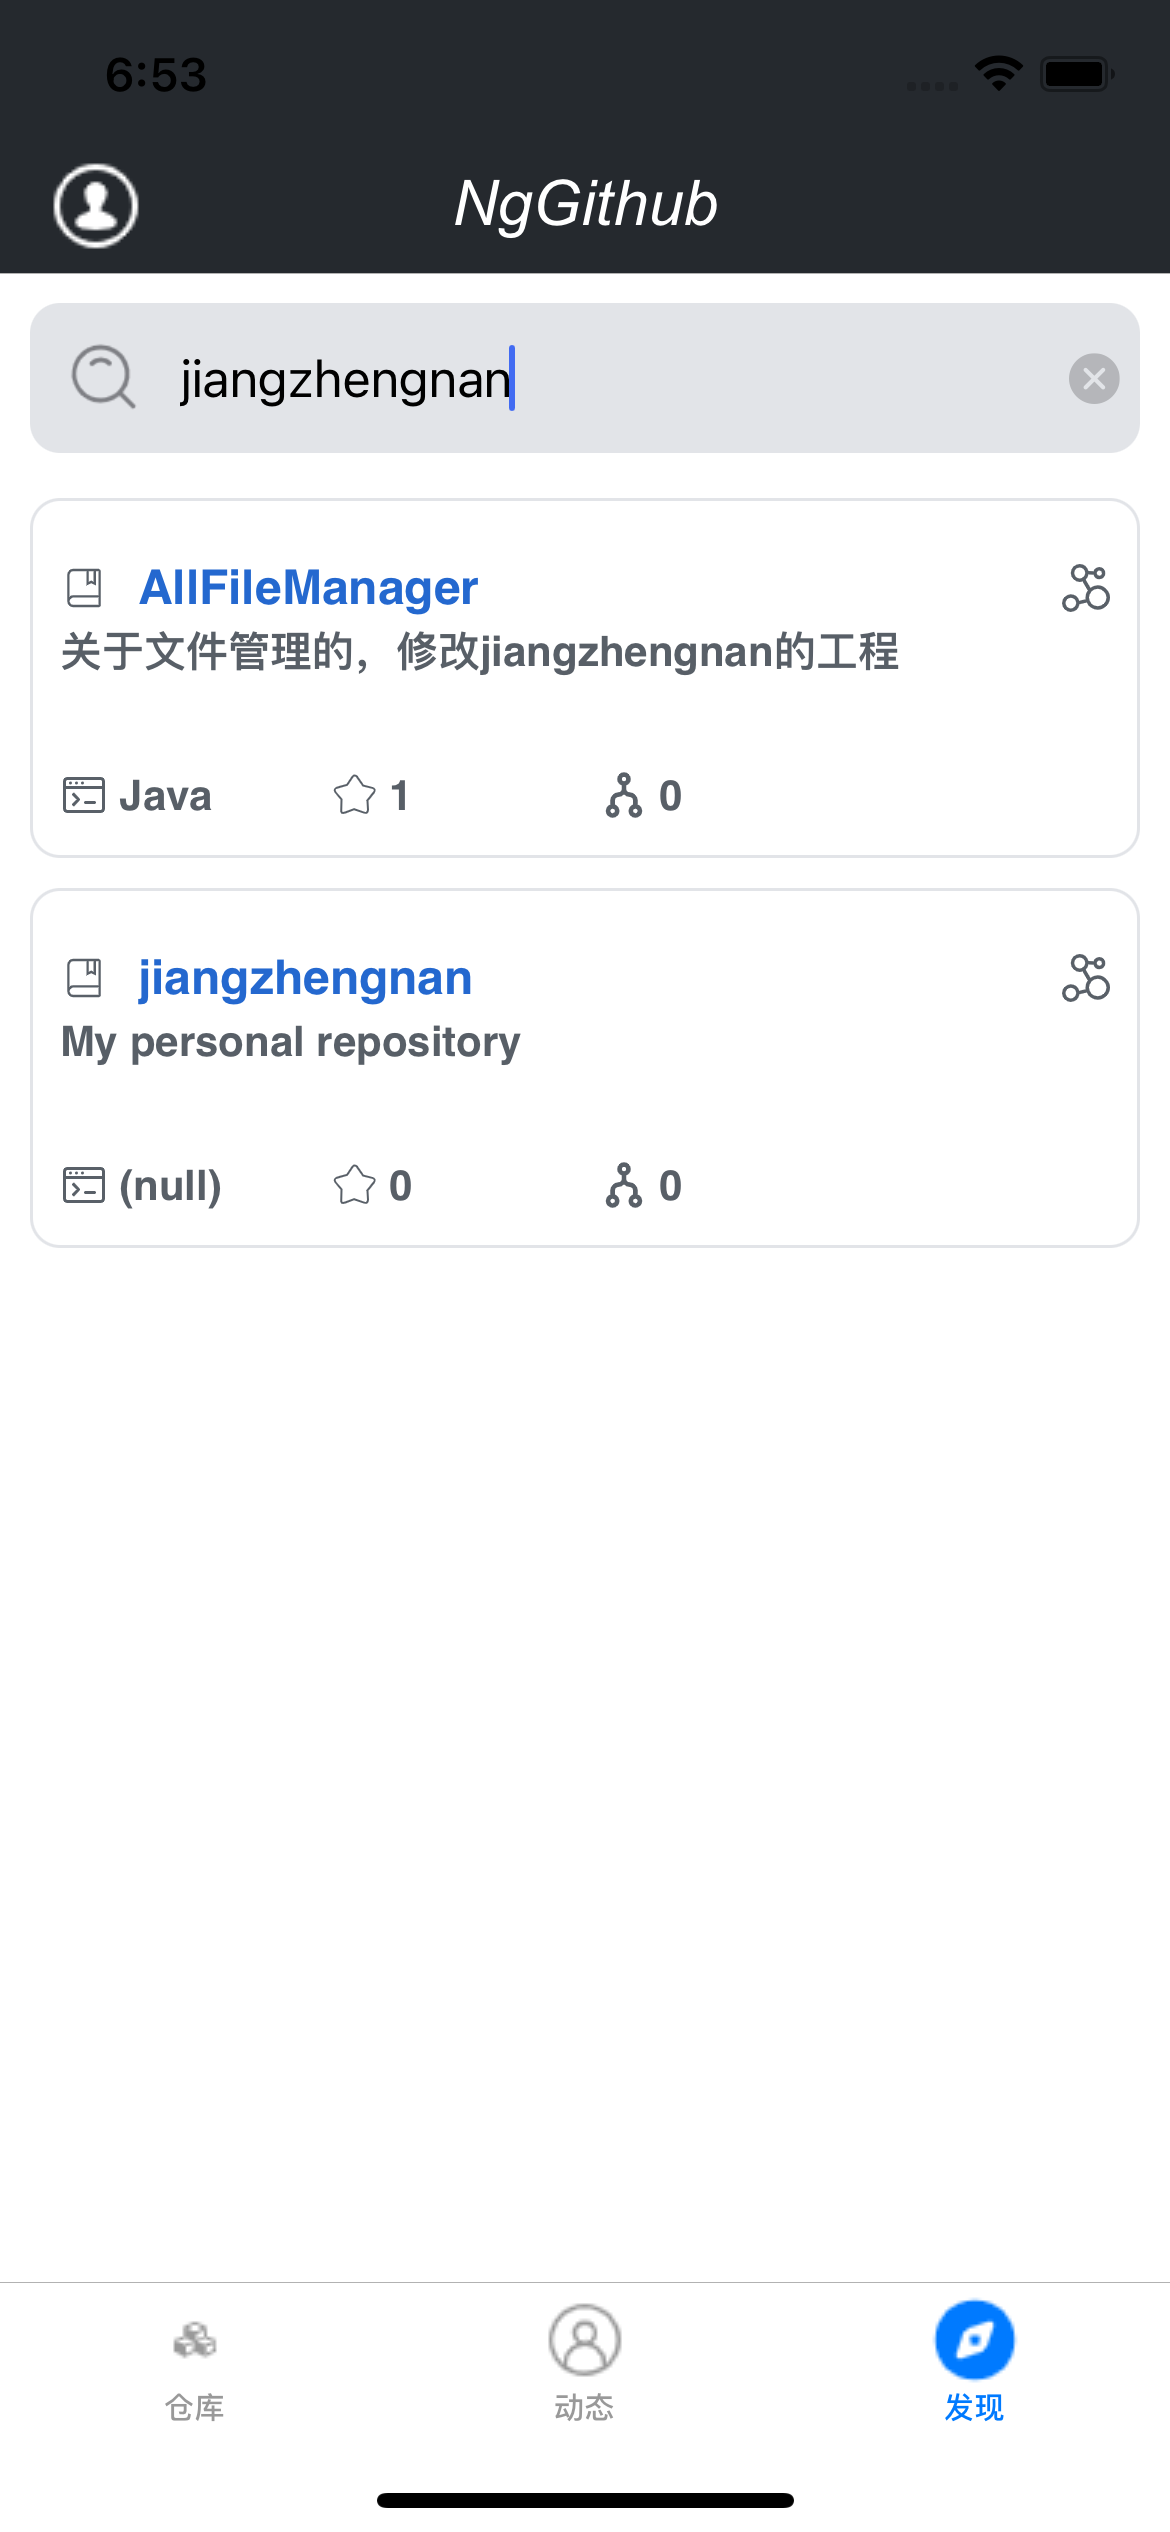 6:53
NgGithub
jiangzhengnan
AllFileManager
关于文件管理的，修改jiangzhengnan的工程
Java 1 0
jiangzhengnan
My personal repository
(null) 0 0
仓库 动态 发现